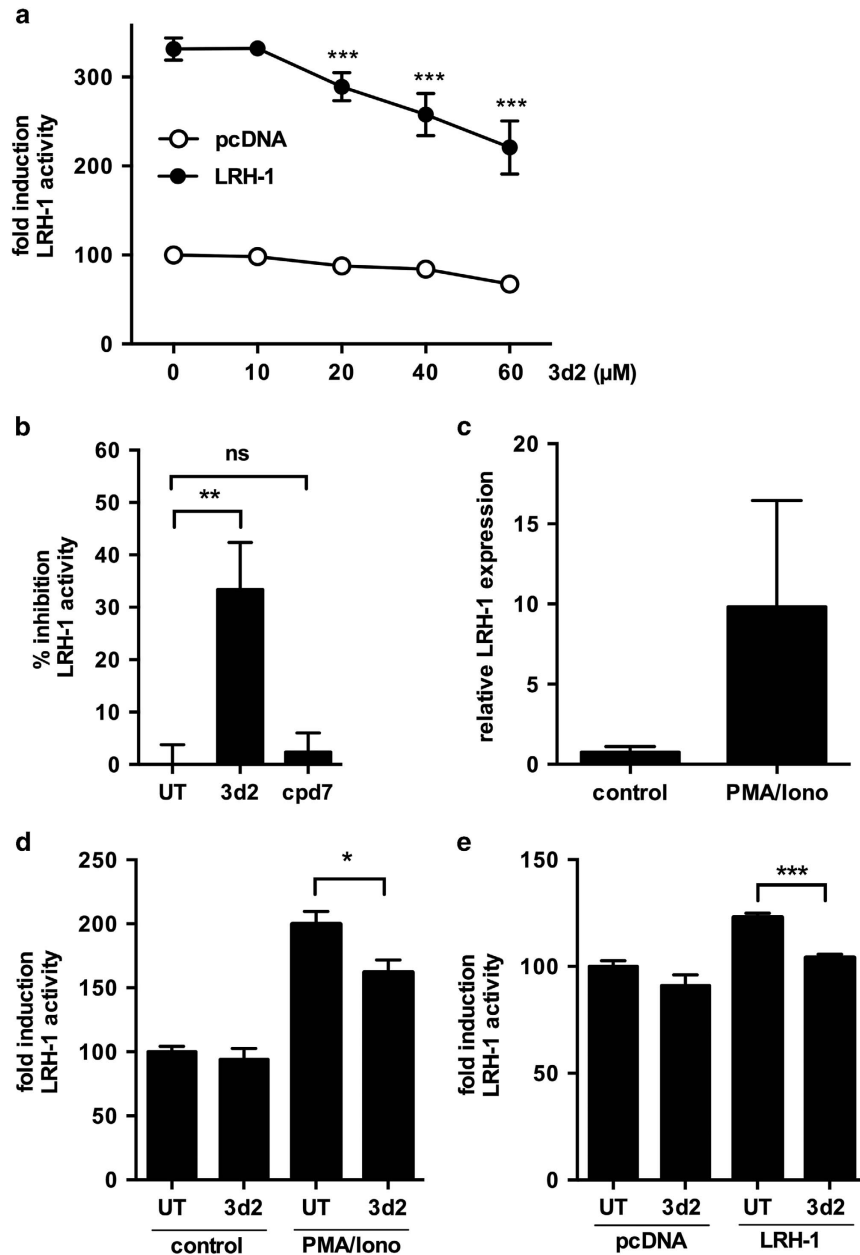 a
fold induction
LRH-1 activity
300
200
100
0
***
***
***
pcDNA
LRH-1
0 10 20 40 60 3d2 (µM)
b
% inhibition
LRH-1 activity
60
50
40
30
20
10
0
ns
**
UT 3d2 cpd7
c
relative LRH-1 expression
20
15
10
5
0
control PMA/Iono
d
fold induction
LRH-1 activity
250
200
150
100
50
0
*
UT 3d2 UT 3d2
control PMA/Iono
e
fold induction
LRH-1 activity
150
100
50
0
***
UT 3d2 UT 3d2
pcDNA LRH-1